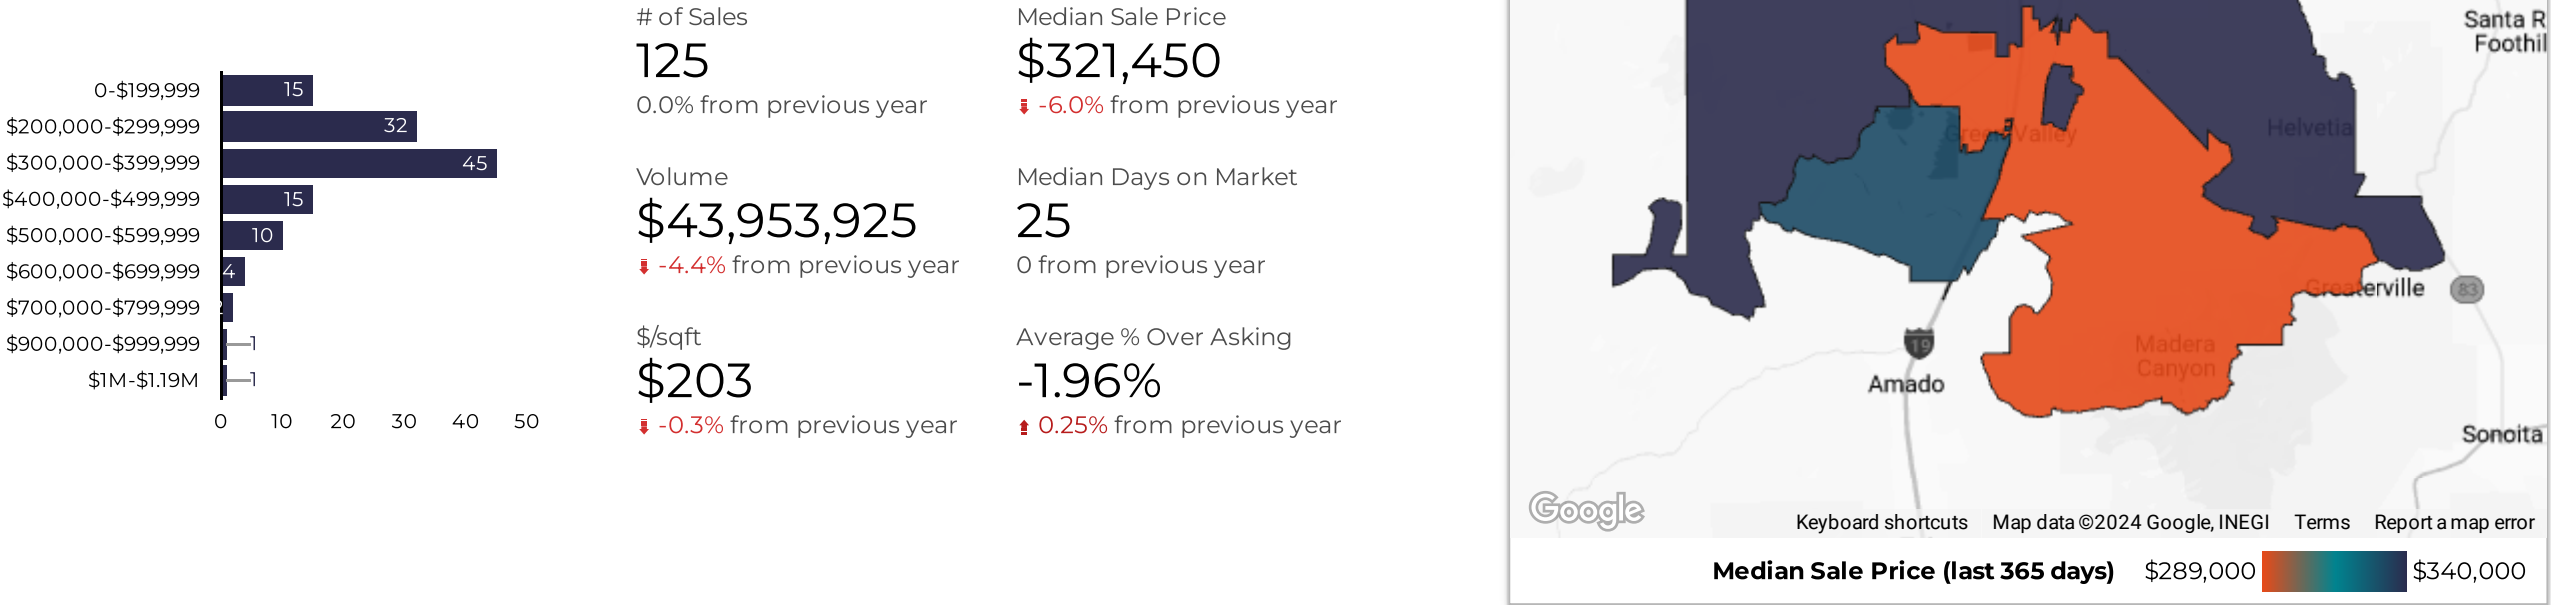 0-$199,999
15
$200,000-$299,999
32
$300,000-$399,999
45
$400,000-$499,999
15
$500,000-$599,999
10
$600,000-$699,999
4
$700,000-$799,999
2
$900,000-$999,999
1
$1M-$1.19M
1
0 10 20 30 40 50
# of Sales
125
0.0% from previous year
Median Sale Price
$321,450
-6.0% from previous year
Volume
$43,953,925
-4.4% from previous year
Median Days on Market
25
0 from previous year
$/sqft
$203
-0.3% from previous year
Average % Over Asking
-1.96%
0.25% from previous year
Santa R
Foothil
Helvetia
Green Valley
Greaterville
83
Madera
Canyon
19
Amado
Sonoita
Google
Keyboard shortcuts Map data ©2024 Google, INEGI Terms Report a map error
Median Sale Price (last 365 days) $289,000 $340,000